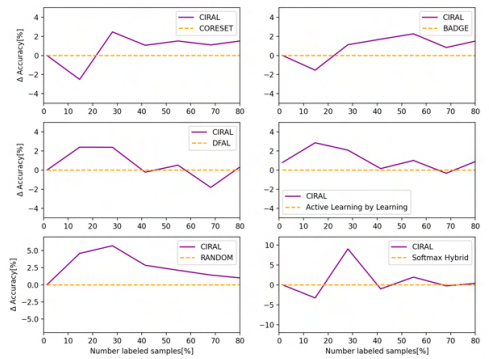 4
2
0
−2
−4
Δ Accuracy[%]
CIRAL
CORESET
0 10 20 30 40 50 60 70 80
4
2
0
−2
−4
CIRAL
BADGE
0 10 20 30 40 50 60 70 80
4
2
0
−2
−4
Δ Accuracy[%]
CIRAL
DFAL
0 10 20 30 40 50 60 70 80
4
2
0
−2
−4
CIRAL
Active Learning by Learning
0 10 20 30 40 50 60 70 80
5.0
2.5
0.0
−2.5
−5.0
Δ Accuracy[%]
CIRAL
RANDOM
0 10 20 30 40 50 60 70 80
Number labeled samples[%]
10
5
0
−5
−10
CIRAL
Softmax Hybrid
0 10 20 30 40 50 60 70 80
Number labeled samples[%]